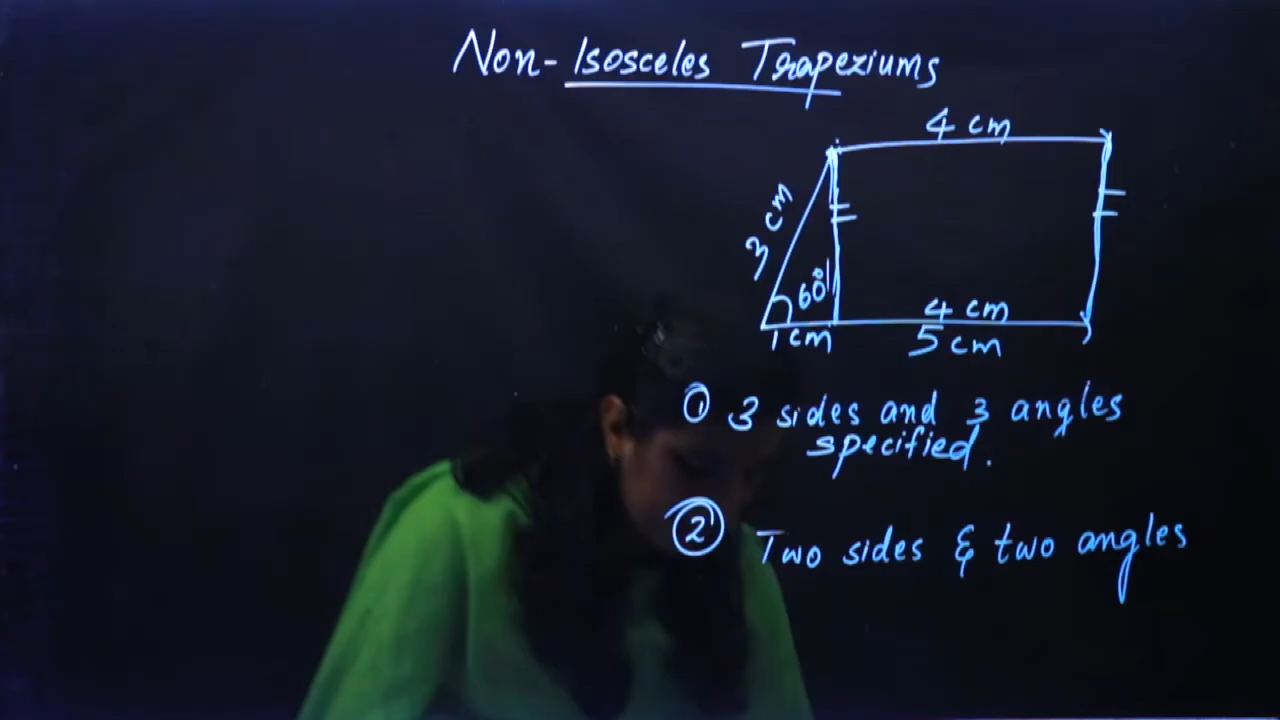 Non-Isosceles Trapeziums
4 cm
3 cm
60°
4 cm
1 cm
5 cm
① 3 sides and 3 angles
specified.
② Two sides & two angles